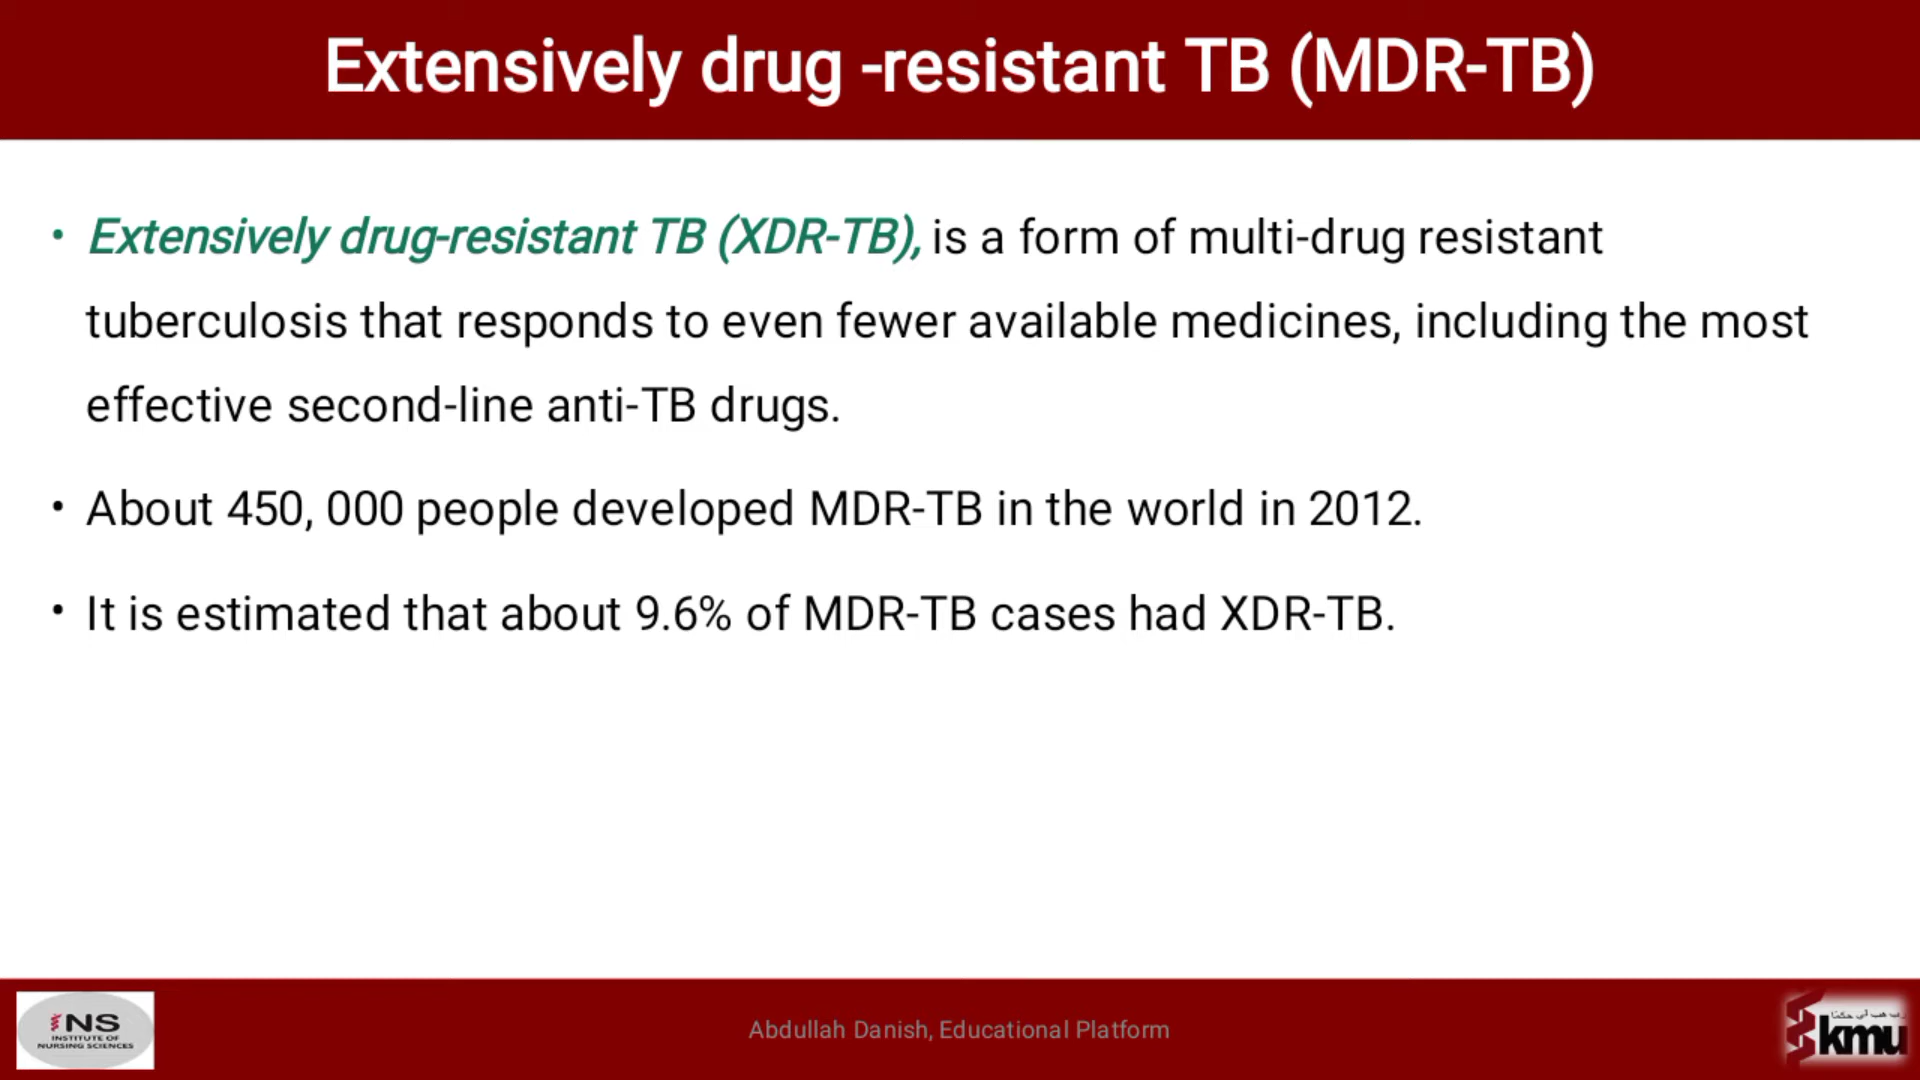 Extensively drug -resistant TB (MDR-TB)
• Extensively drug-resistant TB (XDR-TB), is a form of multi-drug resistant
tuberculosis that responds to even fewer available medicines, including the most
effective second-line anti-TB drugs.
• About 450, 000 people developed MDR-TB in the world in 2012.
• It is estimated that about 9.6% of MDR-TB cases had XDR-TB.
iNS
INSTITUTE OF
NURSING SCIENCES
Abdullah Danish, Educational Platform
kmu